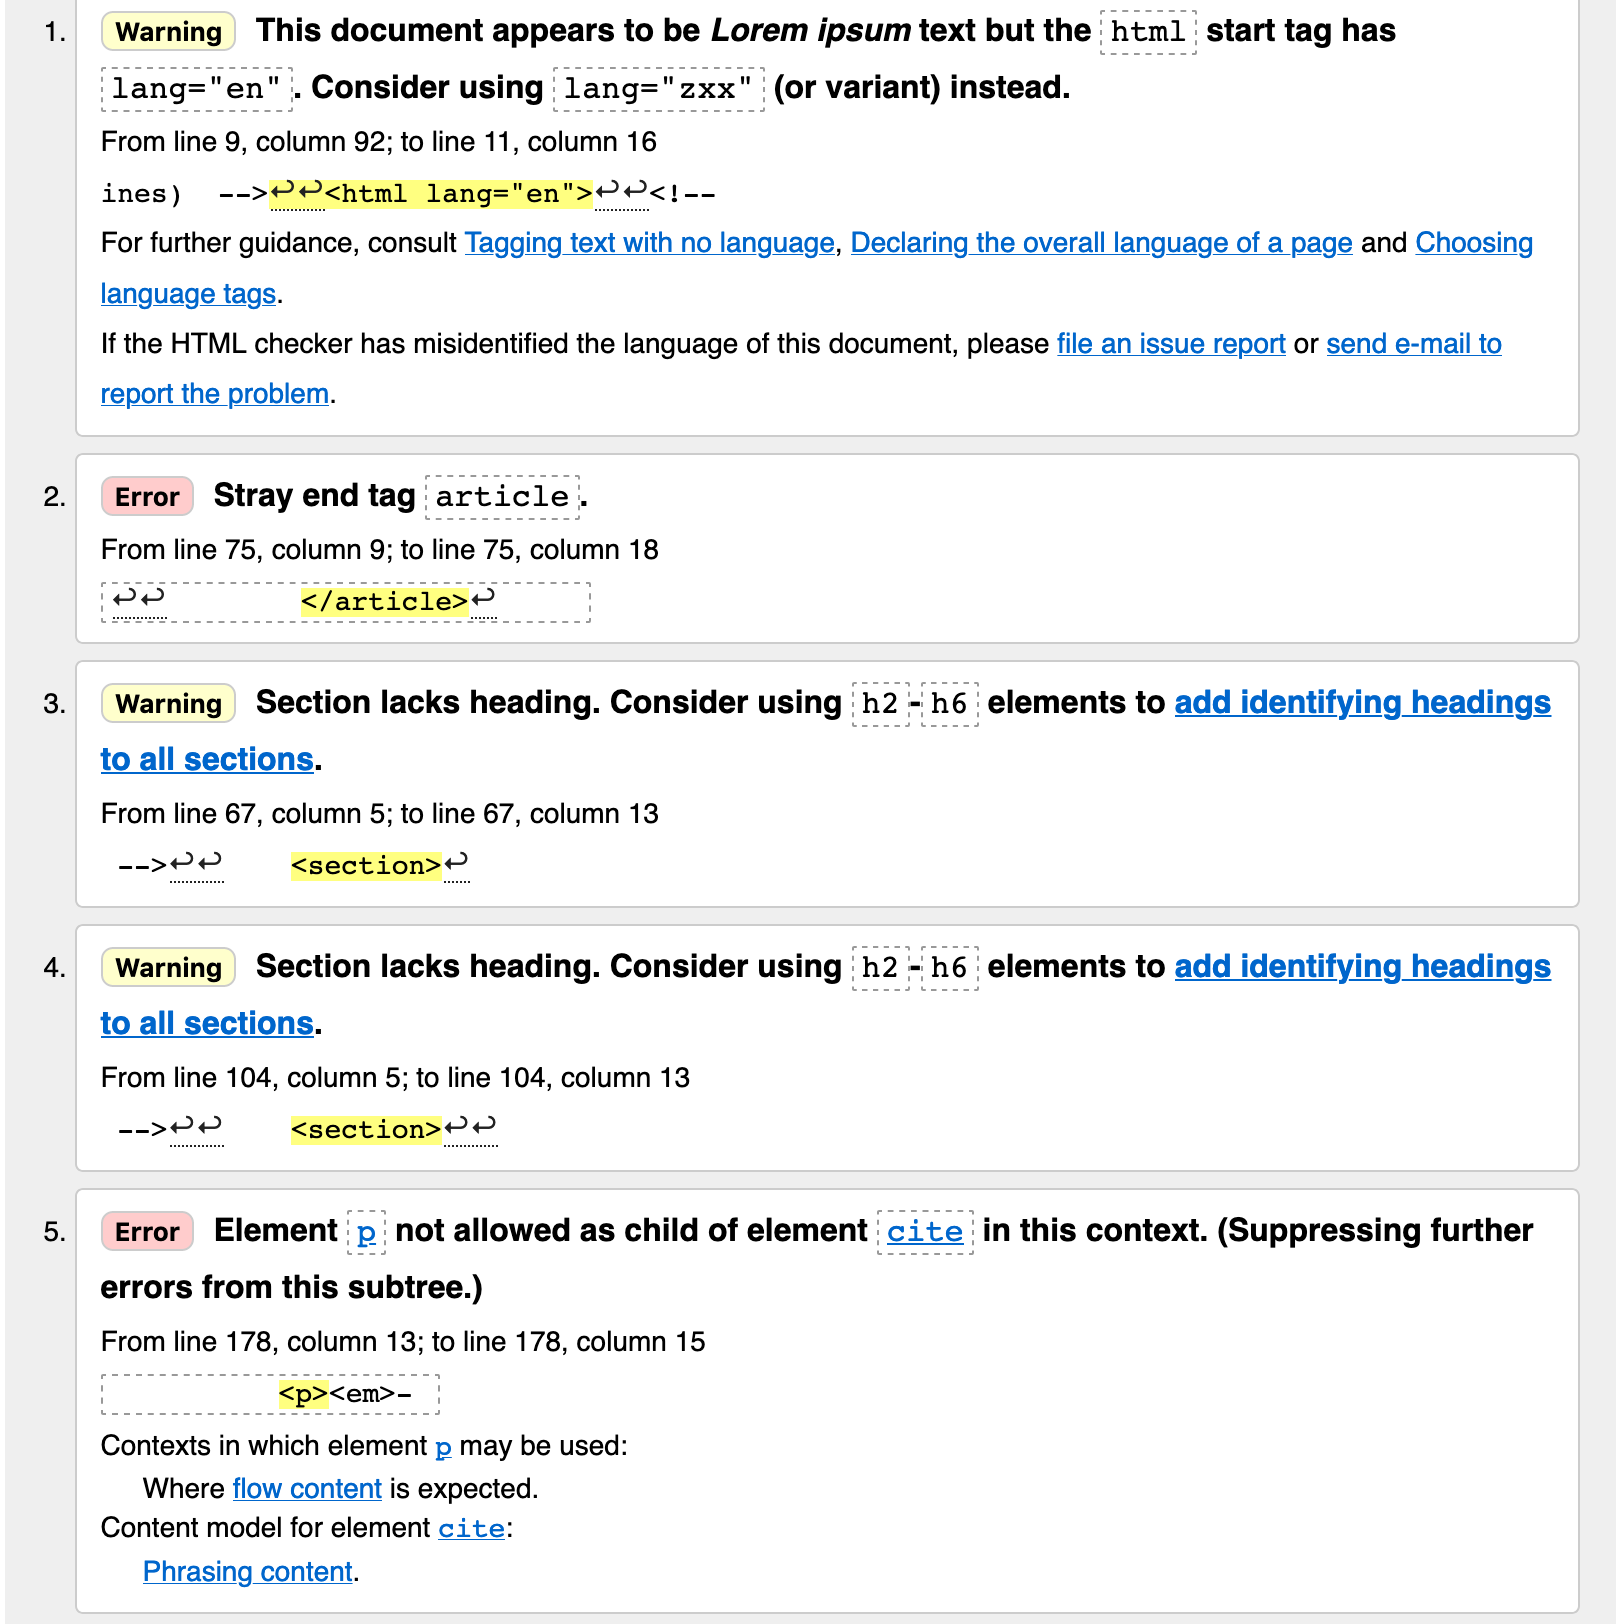 1. Warning This document appears to be Lorem ipsum text but the html start tag has
lang="en". Consider using lang="zxx" (or variant) instead.
From line 9, column 92; to line 11, column 16
ines)  -->↩↩<html lang="en">↩↩<!--
For further guidance, consult Tagging text with no language, Declaring the overall language of a page and Choosing
language tags.
If the HTML checker has misidentified the language of this document, please file an issue report or send e-mail to
report the problem.
2. Error Stray end tag article.
From line 75, column 9; to line 75, column 18
↩↩        </article>↩
3. Warning Section lacks heading. Consider using h2-h6 elements to add identifying headings
to all sections.
From line 67, column 5; to line 67, column 13
-->↩↩    <section>↩
4. Warning Section lacks heading. Consider using h2-h6 elements to add identifying headings
to all sections.
From line 104, column 5; to line 104, column 13
-->↩↩    <section>↩↩
5. Error Element p not allowed as child of element cite in this context. (Suppressing further
errors from this subtree.)
From line 178, column 13; to line 178, column 15
<p><em>-
Contexts in which element p may be used:
Where flow content is expected.
Content model for element cite:
Phrasing content.